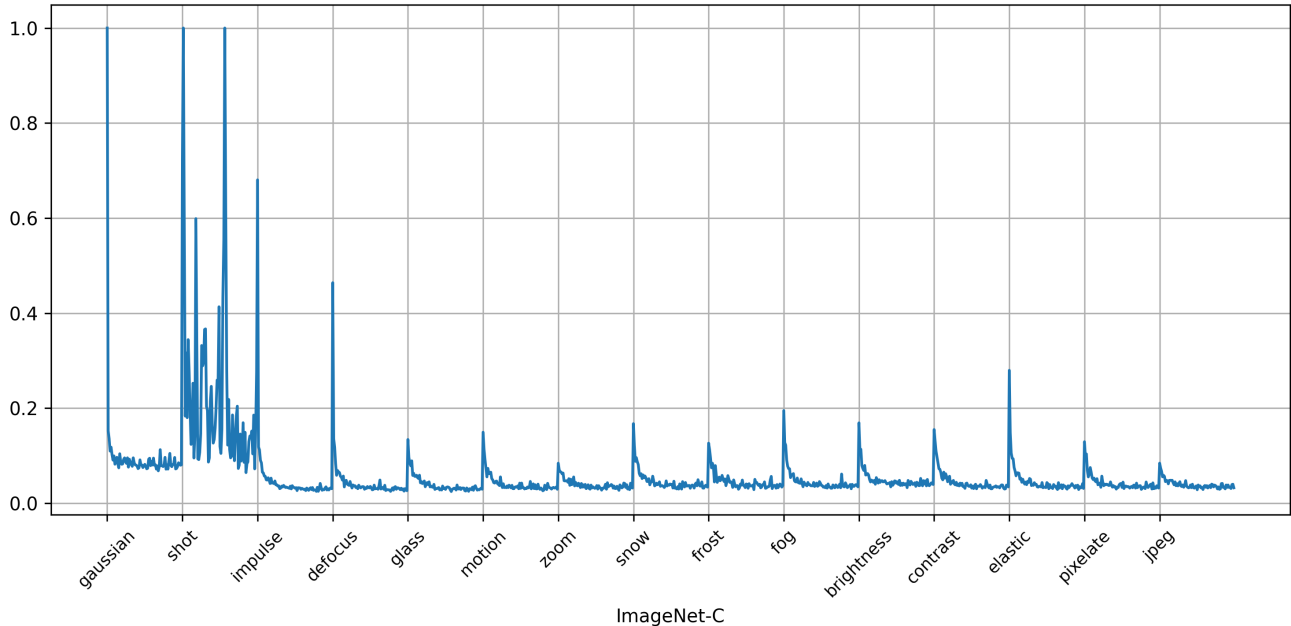 1.0
0.8
0.6
0.4
0.2
0.0
gaussian
shot
impulse
defocus
glass
motion
zoom
snow
frost
fog
brightness
contrast
elastic
pixelate
jpeg
ImageNet-C